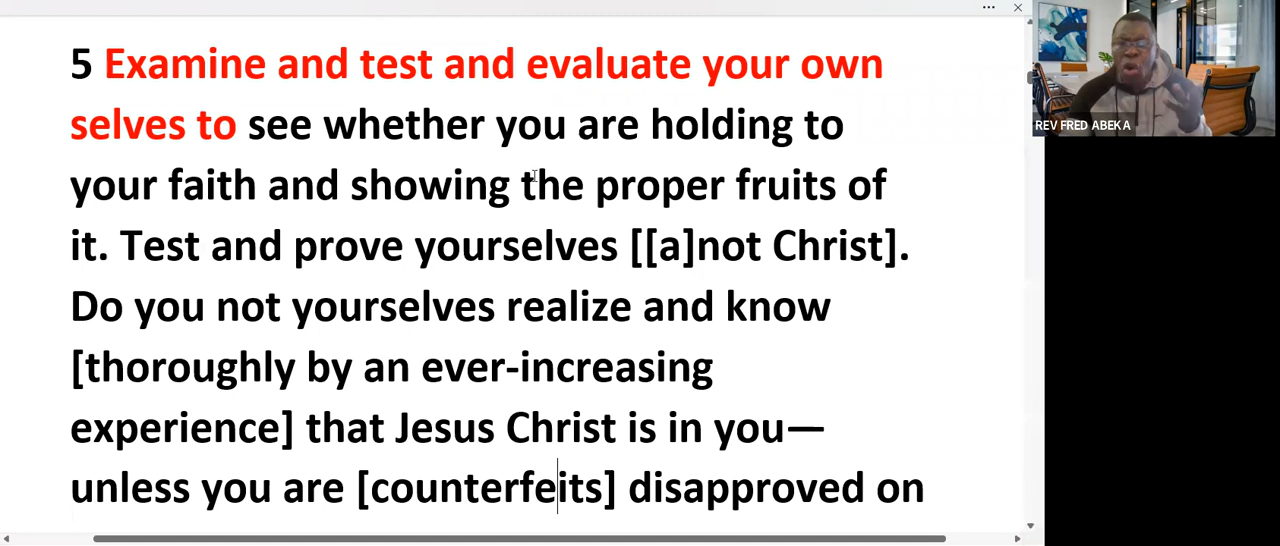 5 Examine and test and evaluate your own
selves to see whether you are holding to
your faith and showing the proper fruits of
it. Test and prove yourselves [[a]not Christ].
Do you not yourselves realize and know
[thoroughly by an ever-increasing
experience] that Jesus Christ is in you—
unless you are [counterfeits] disapproved on
REV FRED ABEKA